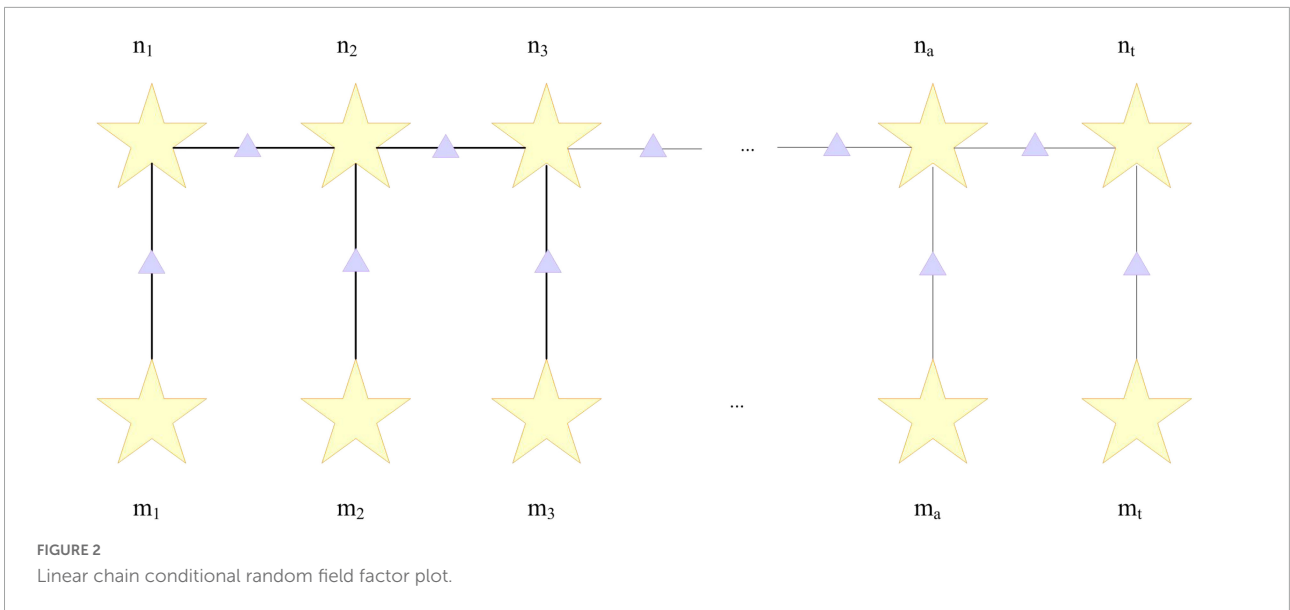 n₁ n₂ n₃ nₐ nₜ
...
...
m₁ m₂ m₃ mₐ mₜ
FIGURE 2
Linear chain conditional random field factor plot.